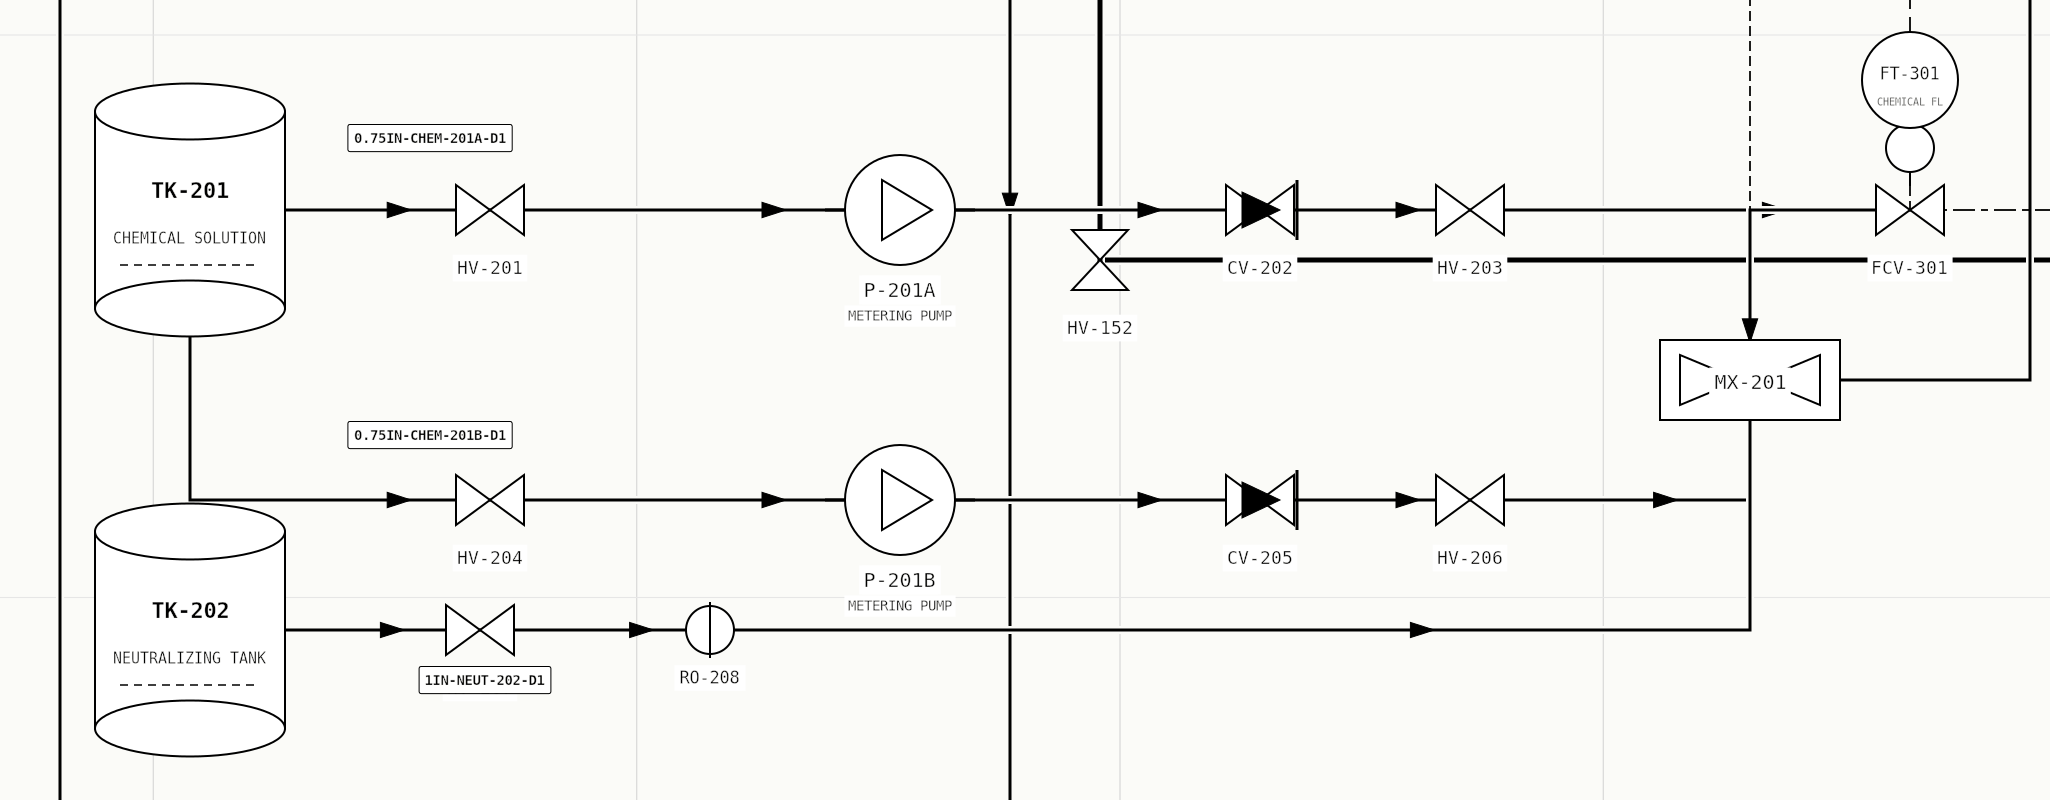 FT-301
CHEMICAL FL
0.75IN-CHEM-201A-D1
TK-201
CHEMICAL SOLUTION
HV-201
P-201A
METERING PUMP
HV-152
CV-202
HV-203
FCV-301
MX-201
0.75IN-CHEM-201B-D1
HV-204
P-201B
METERING PUMP
CV-205
HV-206
TK-202
NEUTRALIZING TANK
1IN-NEUT-202-D1
RO-208